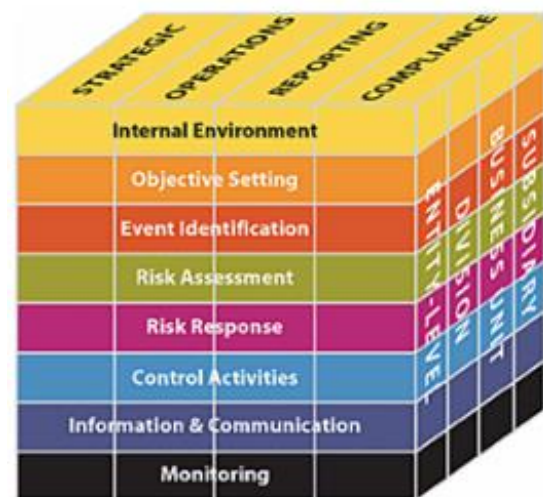 STRATEGIC
OPERATIONS
REPORTING
COMPLIANCE
Internal Environment
Objective Setting
Event Identification
Risk Assessment
Risk Response
Control Activities
Information & Communication
Monitoring
ENTITY-LEVEL
DIVISION
BUSINESS UNIT
SUBSIDIARY